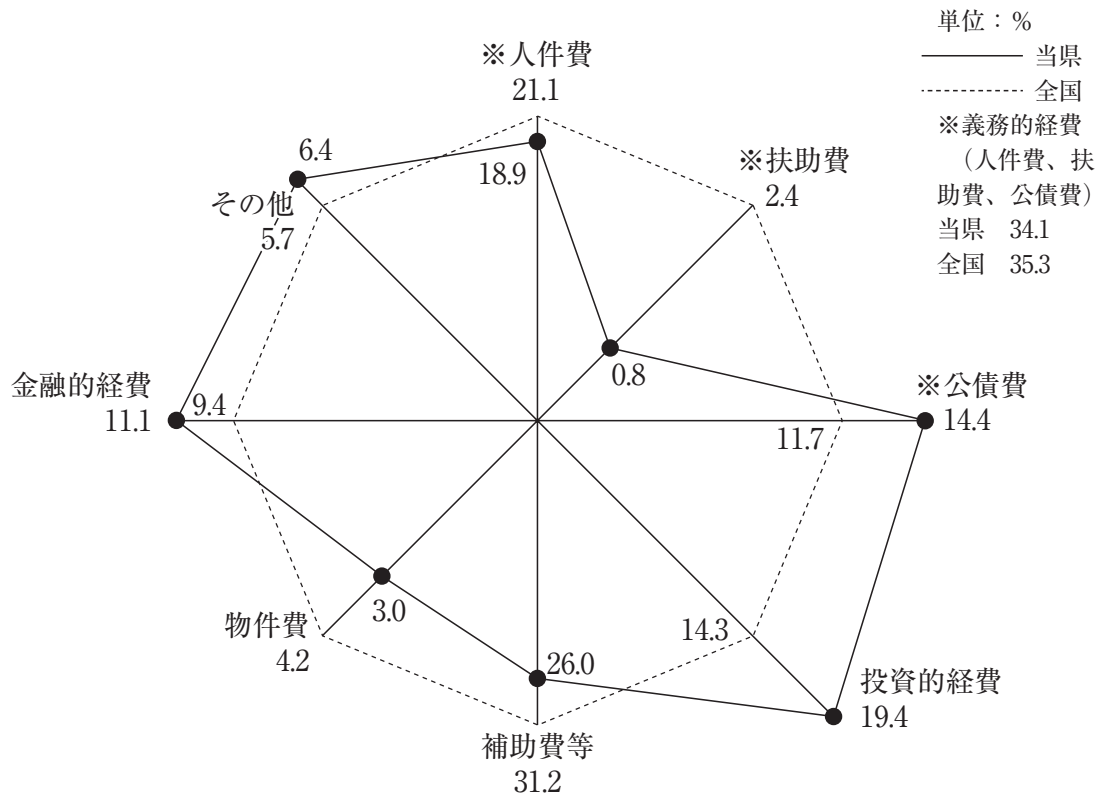 単位：%
当県
全国
※義務的経費
（人件費、扶
助費、公債費）
当県　34.1
全国　35.3
※人件費
21.1
18.9
※扶助費
2.4
0.8
※公債費
14.4
11.7
投資的経費
19.4
14.3
補助費等
31.2
26.0
物件費
4.2
3.0
金融的経費
11.1
9.4
その他
5.7
6.4